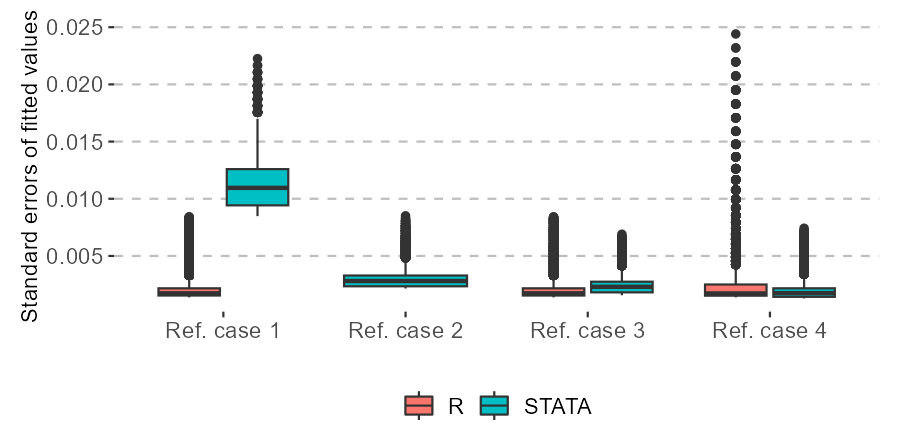 Standard errors of fitted values
0.025
0.020
0.015
0.010
0.005
Ref. case 1
Ref. case 2
Ref. case 3
Ref. case 4
R
STATA